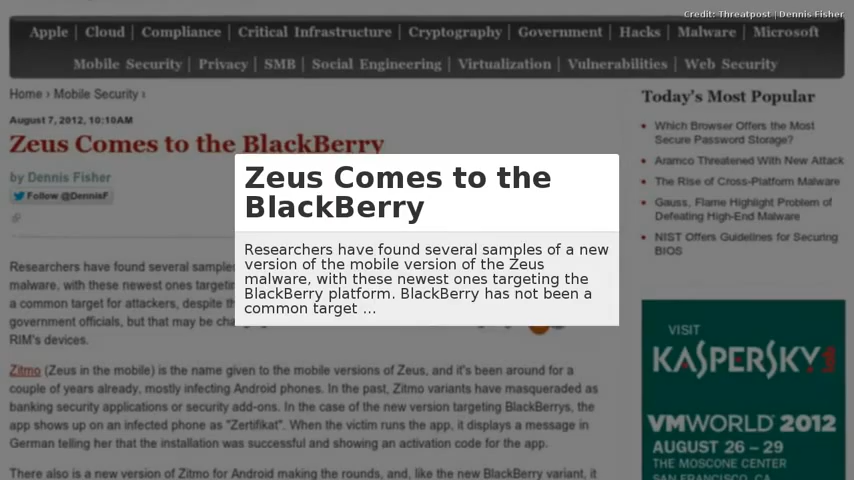 Credit: Threatpost | Dennis Fisher
Apple | Cloud | Compliance | Critical Infrastructure | Cryptography | Government | Hacks | Malware | Microsoft
Mobile Security | Privacy | SMB | Social Engineering | Virtualization | Vulnerabilities | Web Security
Home › Mobile Security ›
August 7, 2012, 10:10AM
Zeus Comes to the BlackBerry
by Dennis Fisher
Follow @DennisF
Zeus Comes to the
BlackBerry
Researchers have found several samples of a new
version of the mobile version of the Zeus
malware, with these newest ones targeting the
BlackBerry platform. BlackBerry has not been a
common target ...
Researchers have found several samples
malware, with these newest ones
a common target for attackers, despite
government officials, but that may be
RIM's devices.
Zitmo (Zeus in the mobile) is the name given to the mobile versions of Zeus, and it's been around for a
couple of years already, mostly infecting Android phones. In the past, Zitmo variants have masqueraded as
banking security applications or security add-ons. In the case of the new version targeting BlackBerrys, the
app shows up on an infected phone as "Zertifikat". When the victim runs the app, it displays a message in
German telling her that the installation was successful and showing an activation code for the app.
There also is a new version of Zitmo for Android making the rounds, and, like the new BlackBerry variant, it
Today's Most Popular
Which Browser Offers the Most
Secure Password Storage?
Aramco Threatened With New Attack
The Rise of Cross-Platform Malware
Gauss, Flame Highlight Problem of
Defeating High-End Malware
NIST Offers Guidelines for Securing
BIOS
VISIT
KASPERSKY
VMWORLD 2012
AUGUST 26 – 29
THE MOSCONE CENTER
SAN FRANCISCO, CA